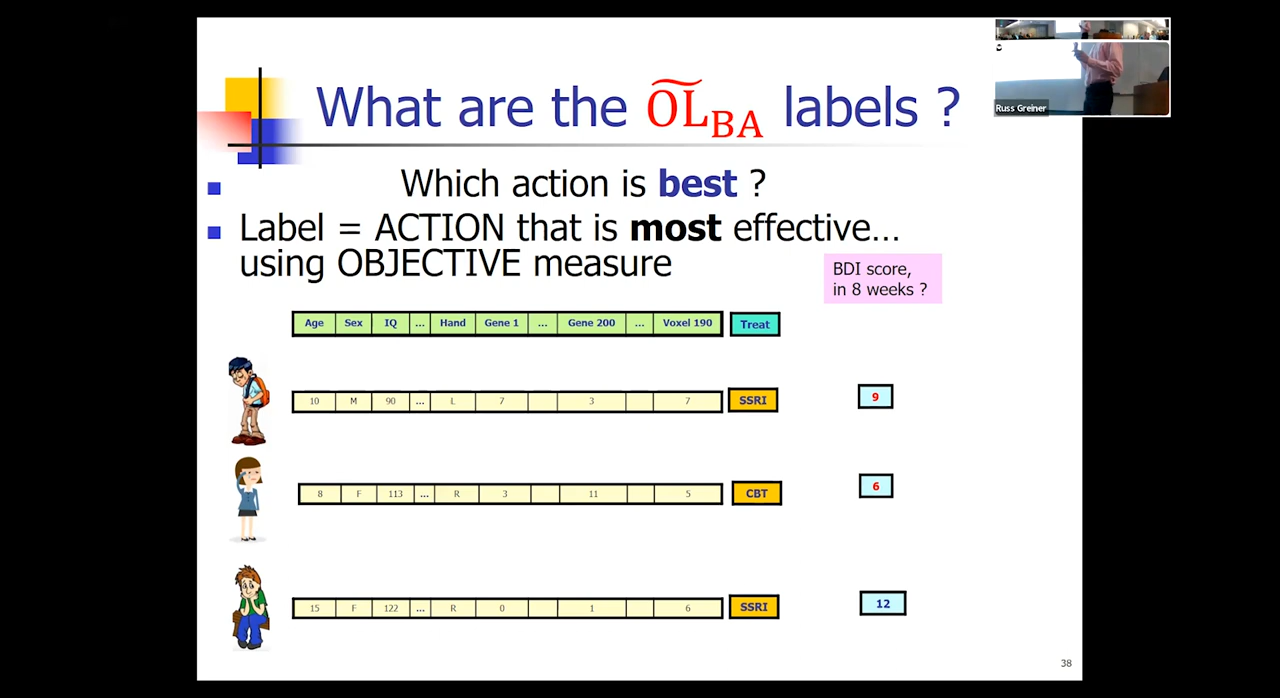 What are the OL̃_BA labels ?
Russ Greiner
Which action is best ?
Label = ACTION that is most effective…
using OBJECTIVE measure
BDI score,
in 8 weeks ?
Age Sex IQ ... Hand Gene 1 ... Gene 200 ... Voxel 190 Treat
10 M 90 ... L 7 3 7 SSRI 9
8 F 113 ... R 3 11 5 CBT 6
15 F 122 ... R 0 1 6 SSRI 12
38